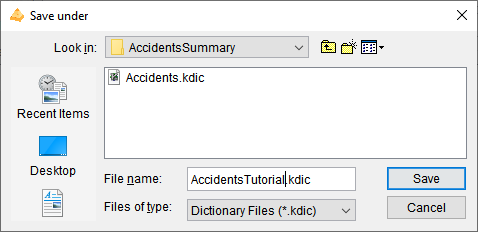 Save under
Look in: AccidentsSummary
Accidents.kdic
Recent Items
Desktop
File name: AccidentsTutorial.kdic
Save
Files of type: Dictionary Files (*.kdic)
Cancel